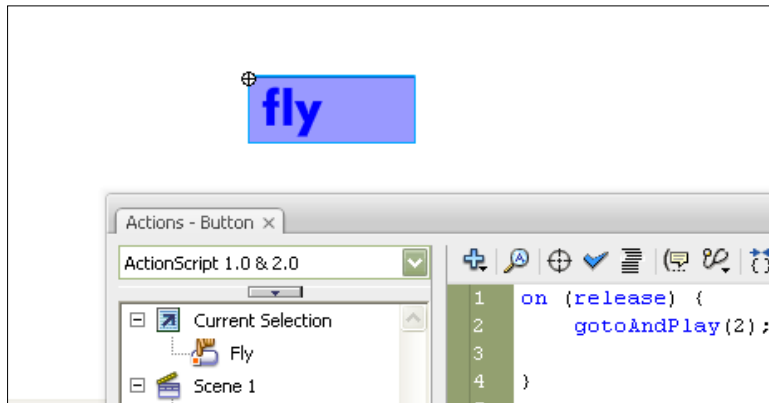 fly
Actions - Button ×
ActionScript 1.0 & 2.0
Current Selection
Fly
Scene 1
1 on (release) {
2 gotoAndPlay(2);
3
4 }